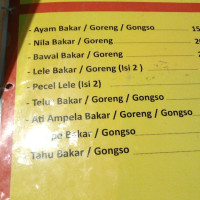 - Ayam Bakar / Goreng / Gongso 15
- Nila Bakar / Goreng
- Bawal Bakar / Goreng
- Lele Bakar / Goreng (Isi 2 )
- Pecel Lele (Isi 2)
- Telur Bakar / Goreng / Gongso
- Ati Ampela Bakar / Goreng / Gongso
Bakar / Gongso
- Tahu Bakar / Gongso